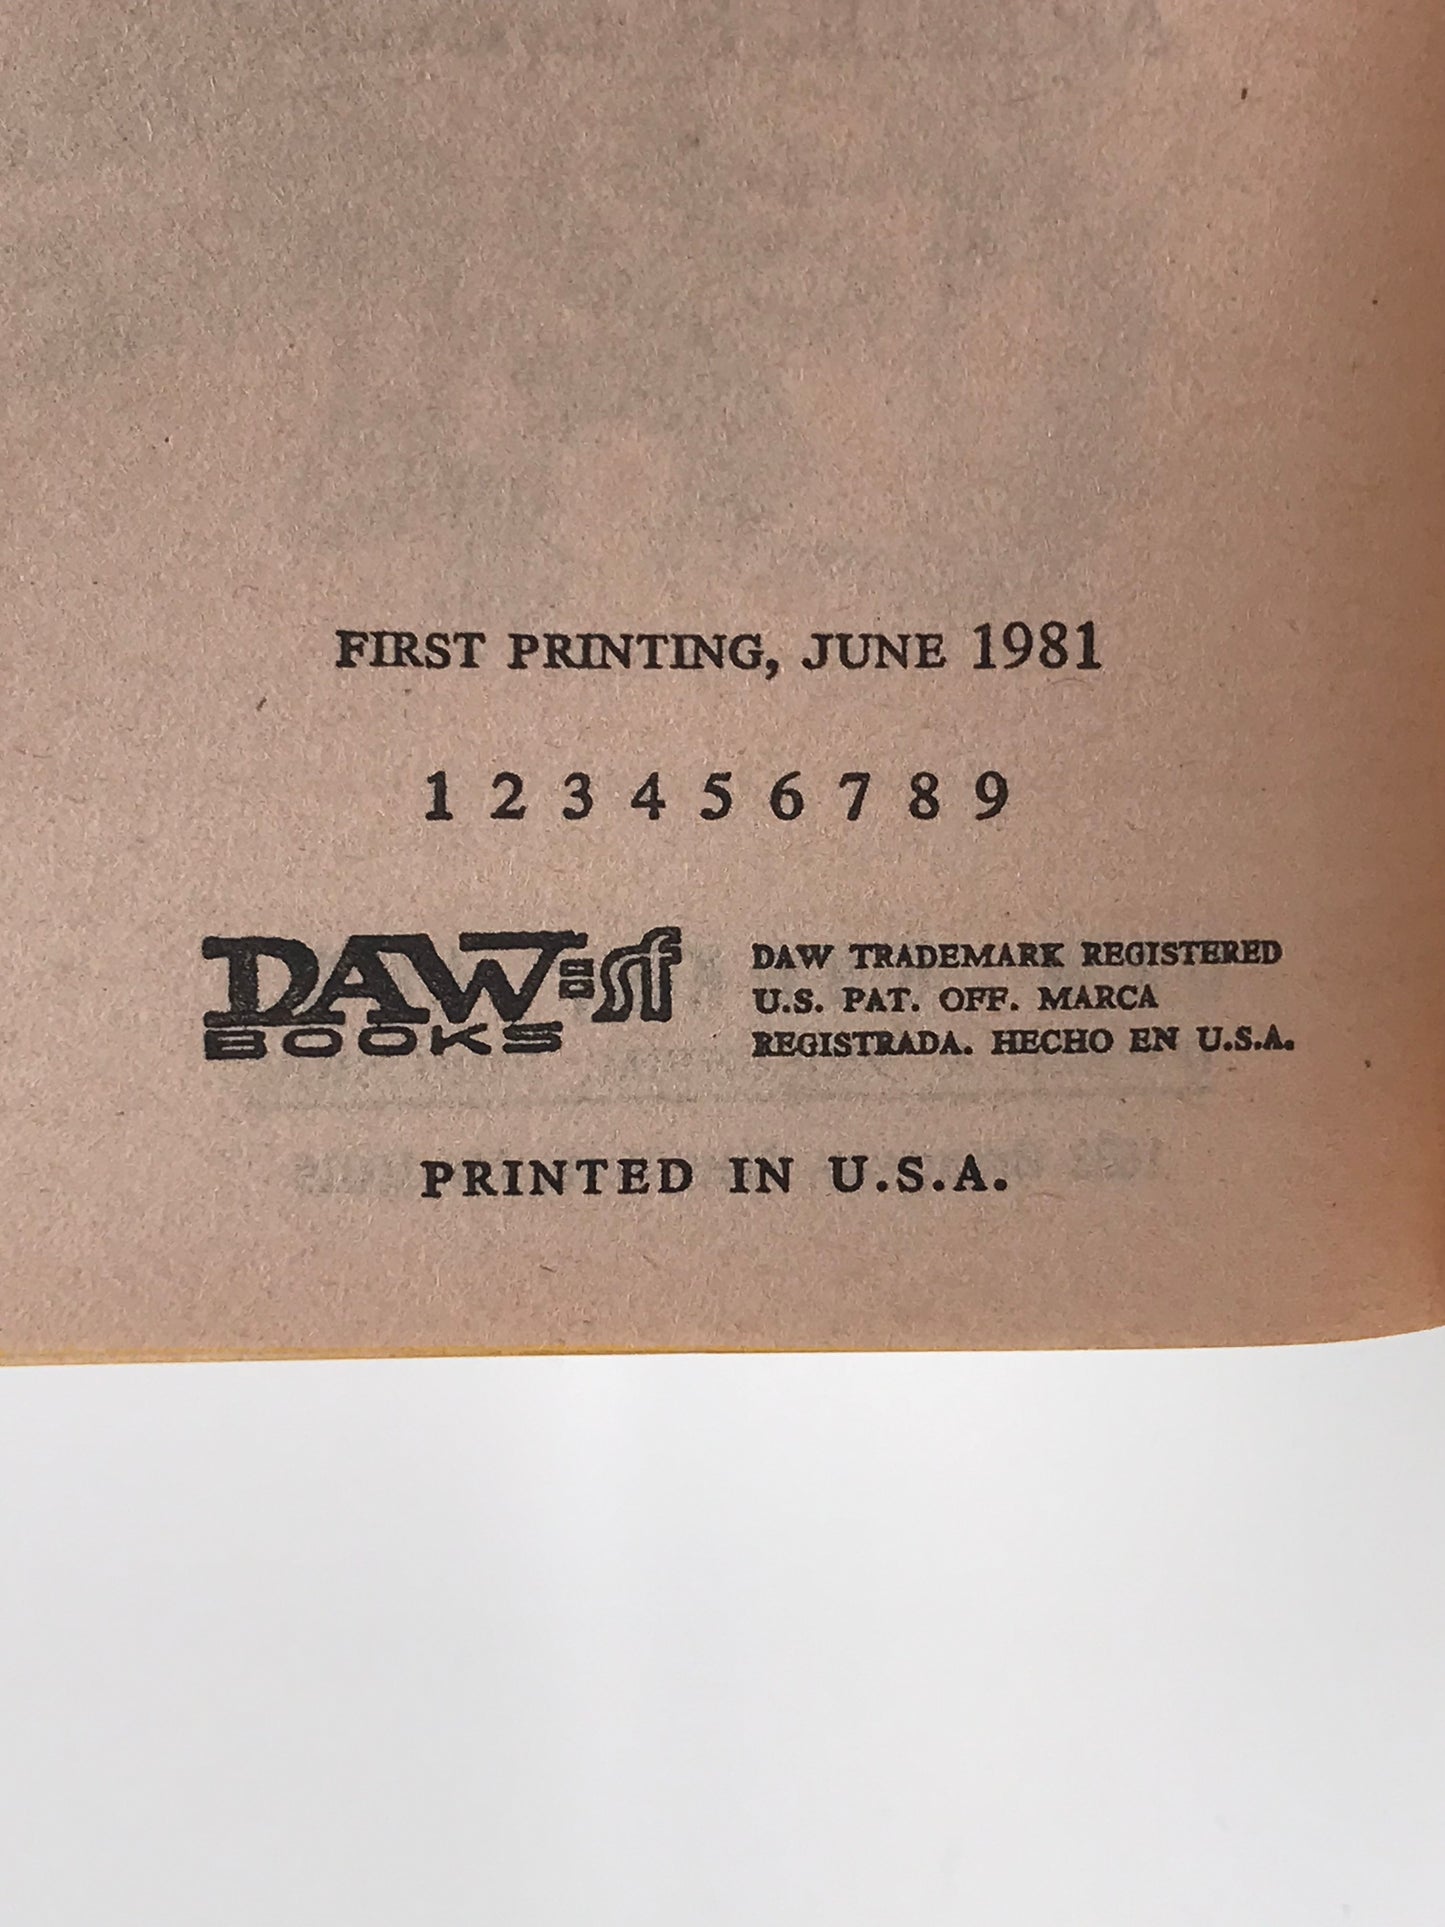 FIRST PRINTING, JUNE 1981
1 2 3 4 5 6 7 8 9
DAW=sf
BOOKS
DAW TRADEMARK REGISTERED
U.S. PAT. OFF. MARCA
REGISTRADA. HECHO EN U.S.A.
PRINTED IN U.S.A.